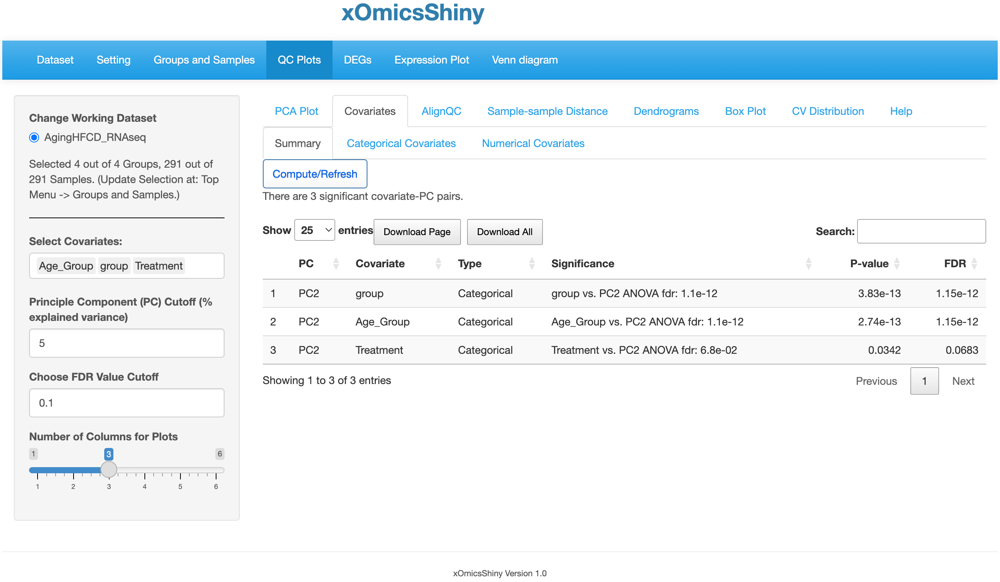 xOmicsShiny
Dataset Setting Groups and Samples QC Plots DEGs Expression Plot Venn diagram
Change Working Dataset
AgingHFCD_RNAseq
Selected 4 out of 4 Groups, 291 out of
291 Samples. (Update Selection at: Top
Menu -> Groups and Samples.)
Select Covariates:
Age_Group group Treatment
Principle Component (PC) Cutoff (%
explained variance)
5
Choose FDR Value Cutoff
0.1
Number of Columns for Plots
1 3 6
1 2 3 4 5 6
PCA Plot Covariates AlignQC Sample-sample Distance Dendrograms Box Plot CV Distribution Help
Summary Categorical Covariates Numerical Covariates
Compute/Refresh
There are 3 significant covariate-PC pairs.
Show 25 entries Download Page Download All Search:
PC Covariate Type Significance P-value FDR
1 PC2 group Categorical group vs. PC2 ANOVA fdr: 1.1e-12 3.83e-13 1.15e-12
2 PC2 Age_Group Categorical Age_Group vs. PC2 ANOVA fdr: 1.1e-12 2.74e-13 1.15e-12
3 PC2 Treatment Categorical Treatment vs. PC2 ANOVA fdr: 6.8e-02 0.0342 0.0683
Showing 1 to 3 of 3 entries Previous 1 Next
xOmicsShiny Version 1.0